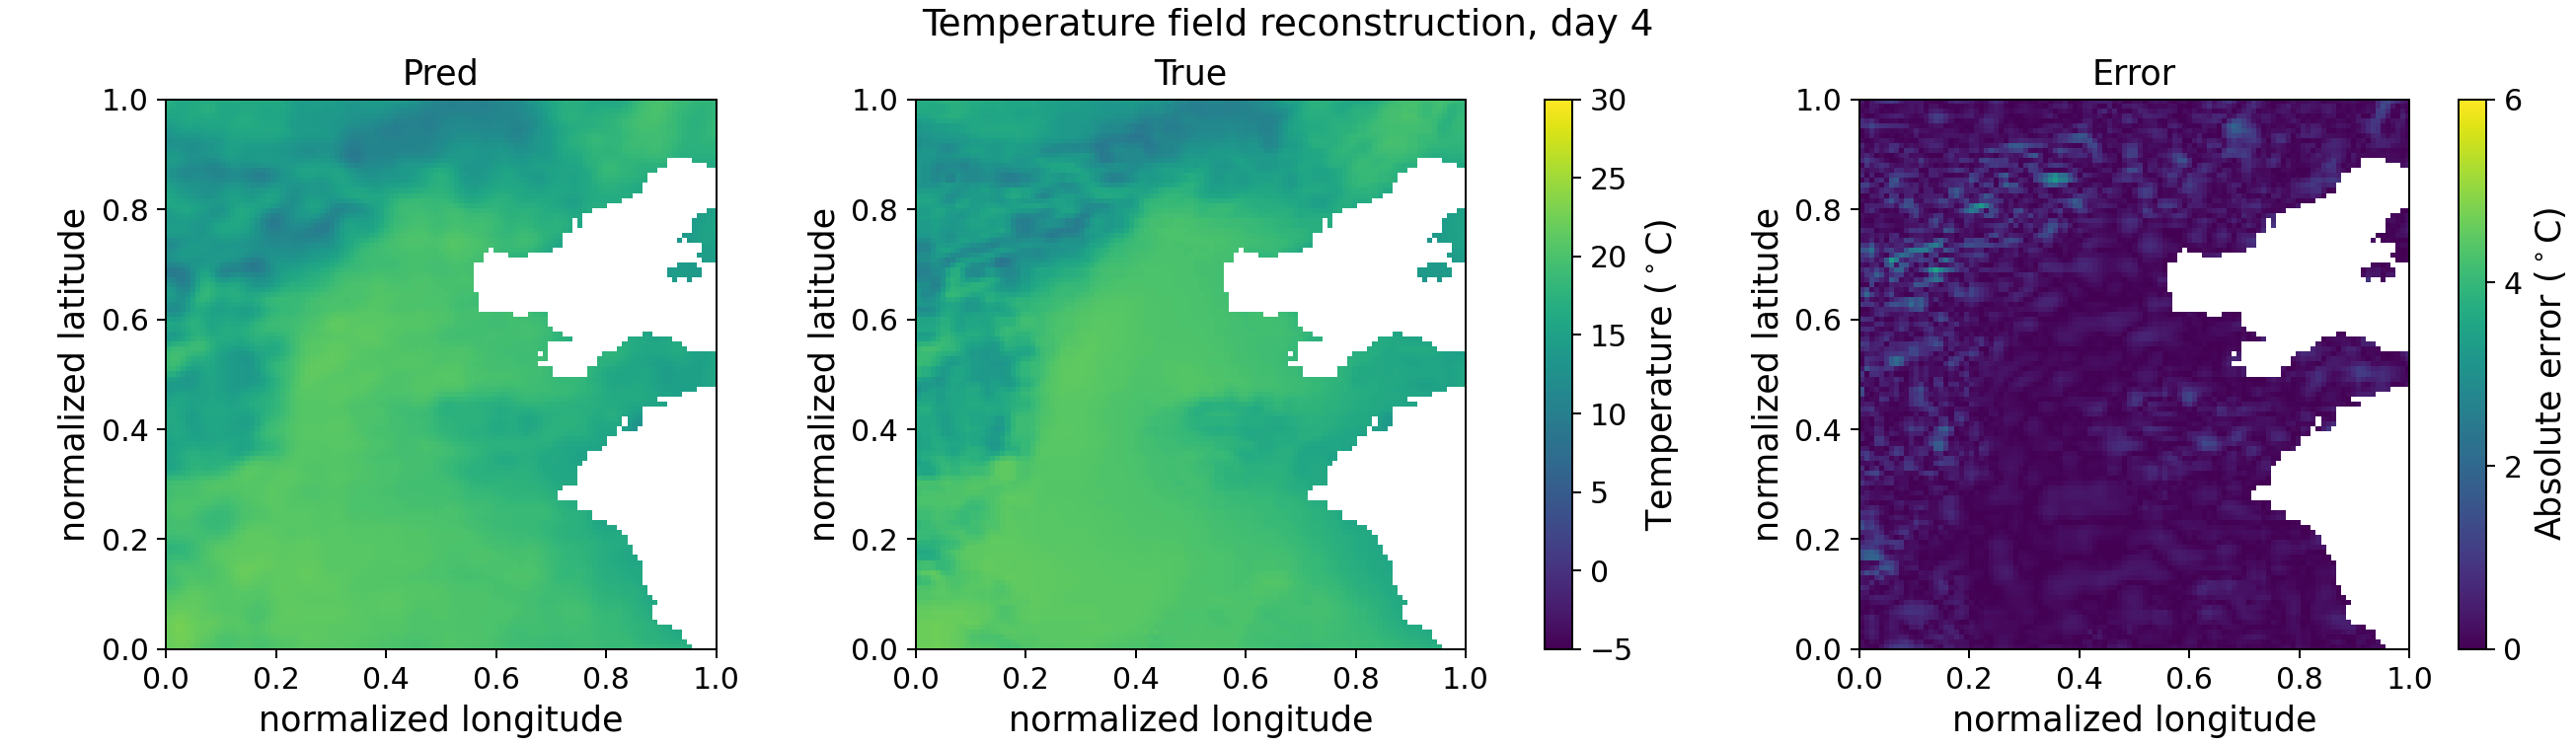 Temperature field reconstruction, day 4
Pred
True
Error
1.0
0.8
0.6
0.4
0.2
0.0
normalized latitude
0.0 0.2 0.4 0.6 0.8 1.0
normalized longitude
1.0
0.8
0.6
0.4
0.2
0.0
normalized latitude
0.0 0.2 0.4 0.6 0.8 1.0
normalized longitude
30
25
20
15
10
5
0
−5
Temperature (°C)
1.0
0.8
0.6
0.4
0.2
0.0
normalized latitude
0.0 0.2 0.4 0.6 0.8 1.0
normalized longitude
6
4
2
0
Absolute error (°C)